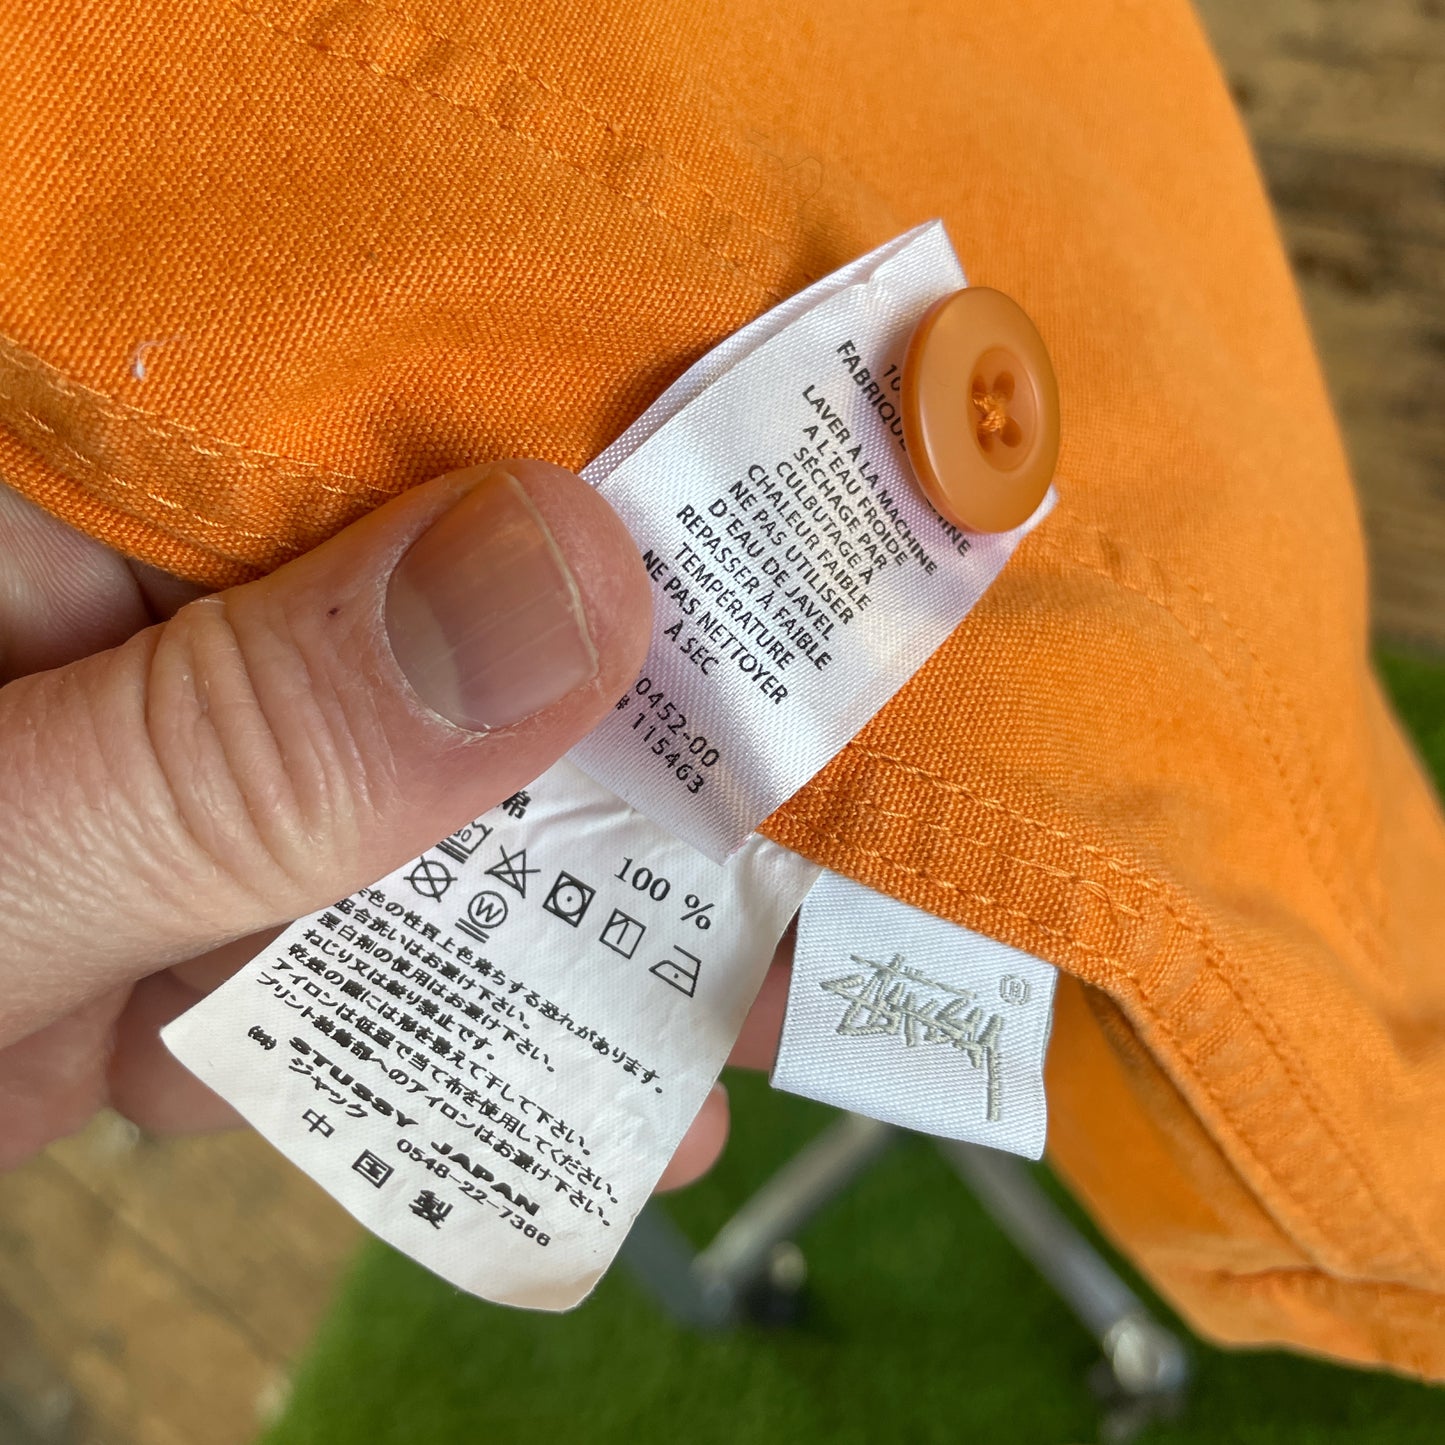 FABRIQUÉ
LAVER À LA MACHINE
A L'EAU FROIDE
SÉCHAGE PAR
CULBUTAGE À
CHALEUR FAIBLE
NE PAS UTILISER
D'EAU DE JAVEL
REPASSER À FAIBLE
TEMPÉRATURE
NE PAS NETTOYER
À SEC
0452-00
# 115463
綿
100 %
W
色の性質上色落ちする恐れがあります。
混合洗いはお避け下さい。
漂白剤の使用はお避け下さい。
ねじり又は絞り禁止です。
乾燥の際には形を整えて干して下さい。
アイロンは低温で当て布を使用してください。
プリント装飾部へのアイロンはお避け下さい。
㈱ STUSSY JAPAN
ジャック 0548-22-7366
中国製
Stüssy ®